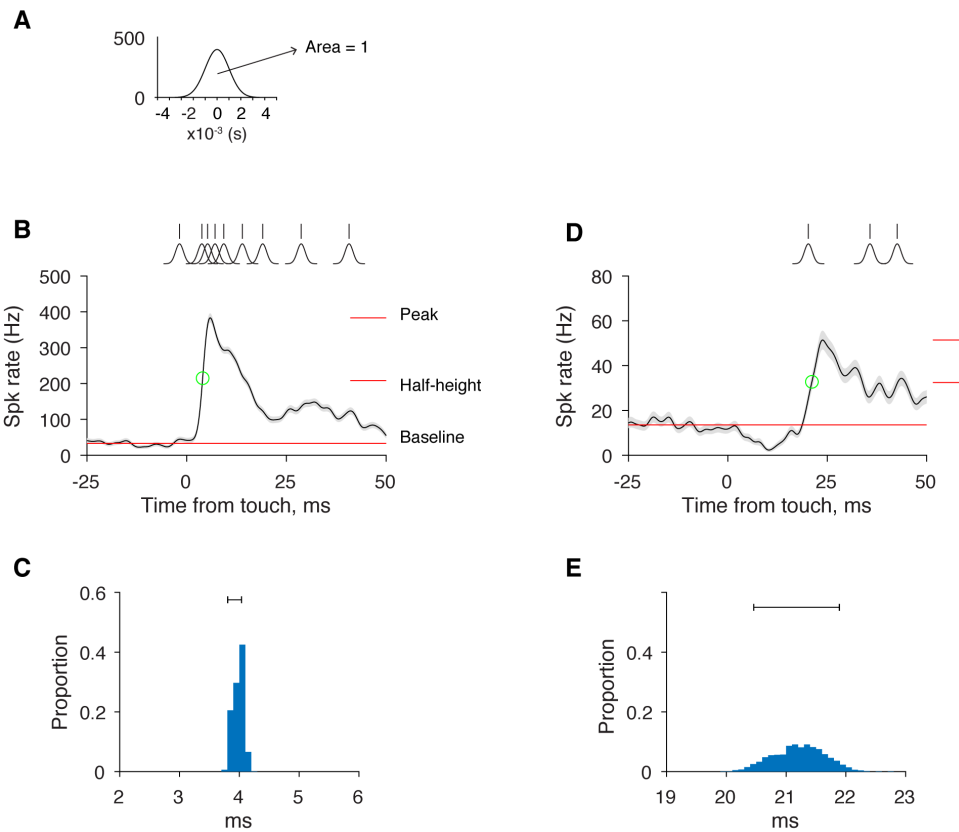 A
500
Area = 1
0
-4 -2 0 2 4
x10-3 (s)
B
500
400
300
200
100
0
Spk rate (Hz)
Peak
Half-height
Baseline
-25 0 25 50
Time from touch, ms
D
80
60
40
20
0
Spk rate (Hz)
-25 0 25 50
Time from touch, ms
C
0.6
0.4
0.2
0
Proportion
2 3 4 5 6
ms
E
0.4
0.2
0
Proportion
19 20 21 22 23
ms